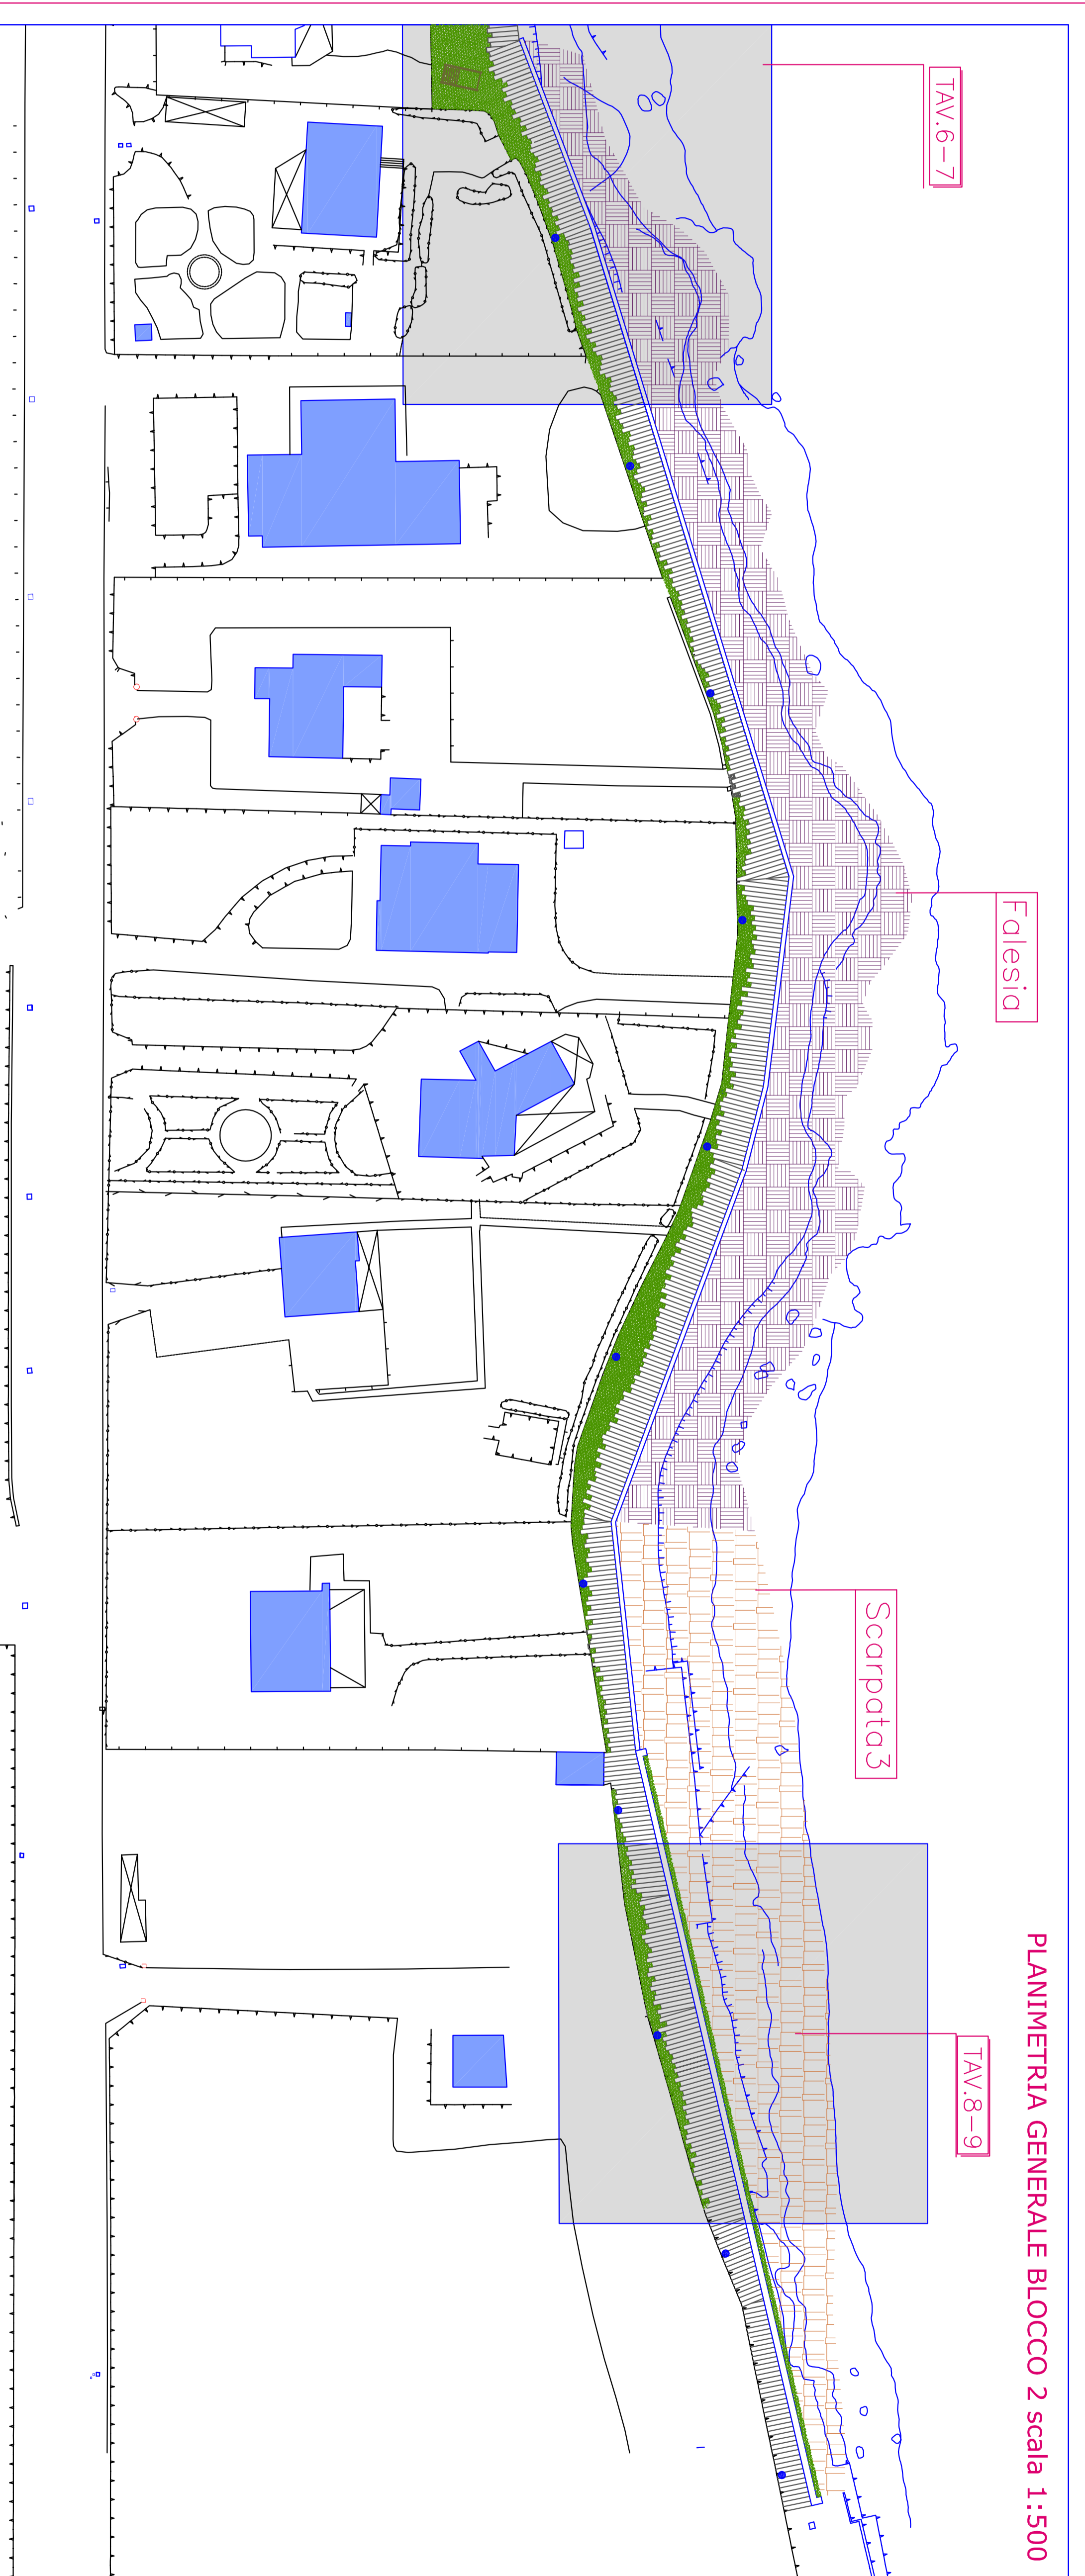 TAV.6-7
Falesia
Scarpata3
TAV.8-9
PLANIMETRIA GENERALE BLOCCO 2 scala 1:500